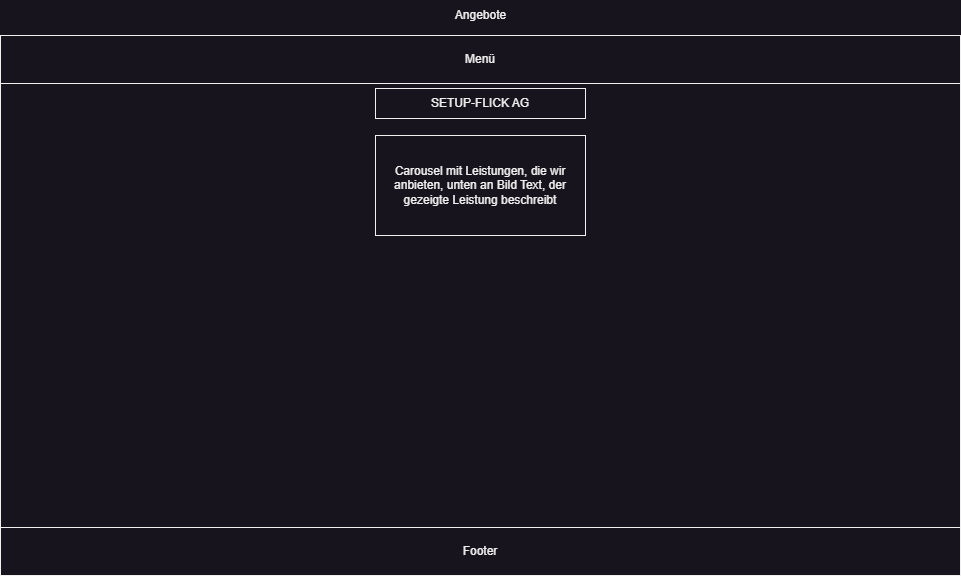 Angebote
Menü
SETUP-FLICK AG
Carousel mit Leistungen, die wir
anbieten, unten an Bild Text, der
gezeigte Leistung beschreibt
Footer